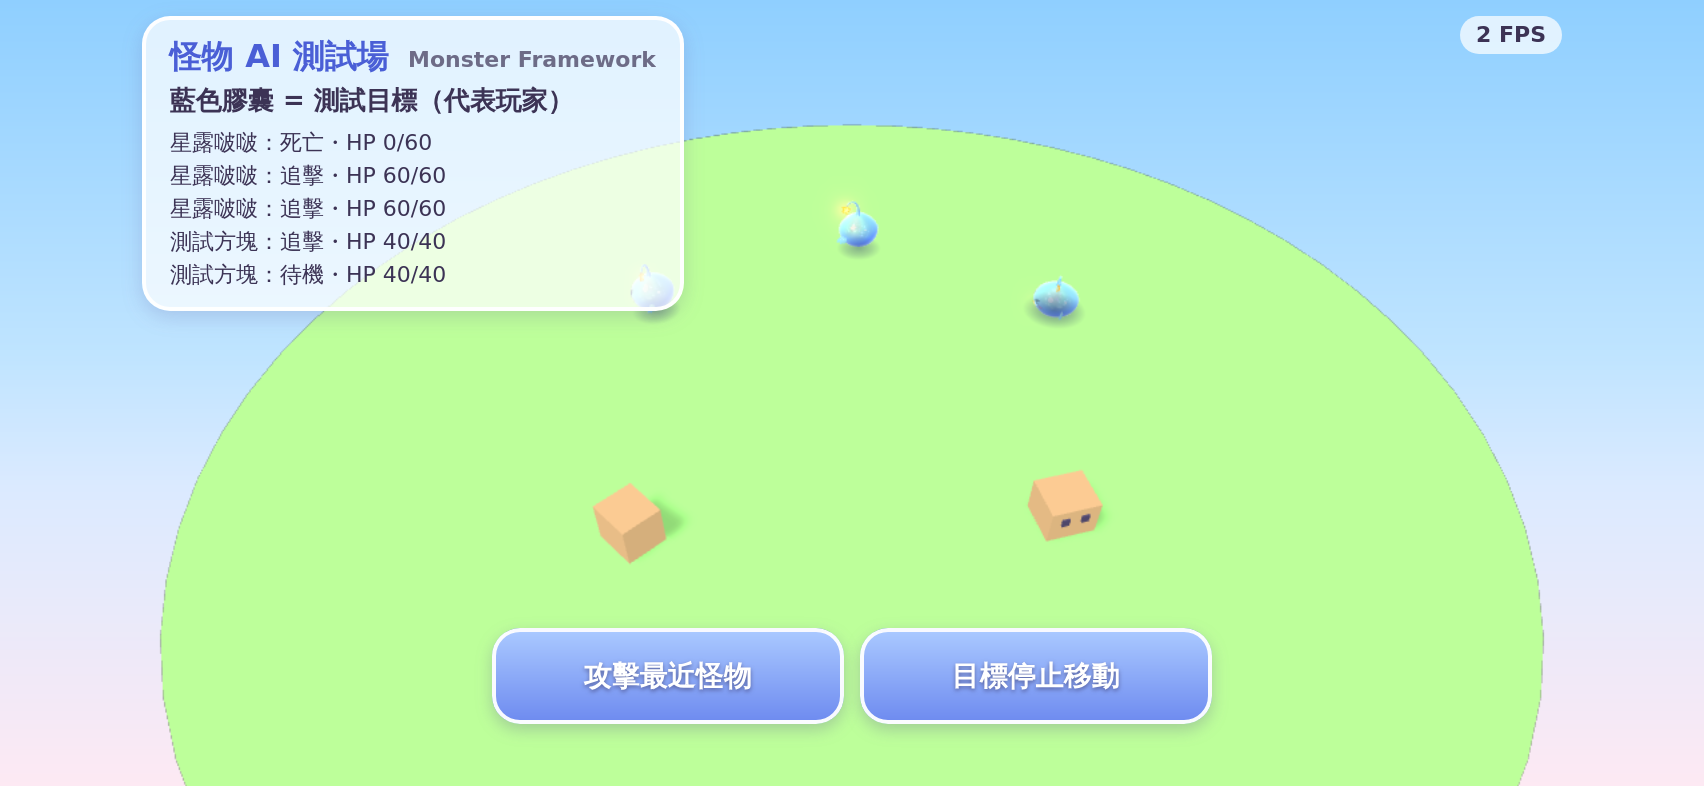 怪物 AI 測試場 Monster Framework
2 FPS
藍色膠囊 = 測試目標（代表玩家）
星露啵啵：死亡・HP 0/60
星露啵啵：追擊・HP 60/60
星露啵啵：追擊・HP 60/60
測試方塊：追擊・HP 40/40
測試方塊：待機・HP 40/40
攻擊最近怪物
目標停止移動